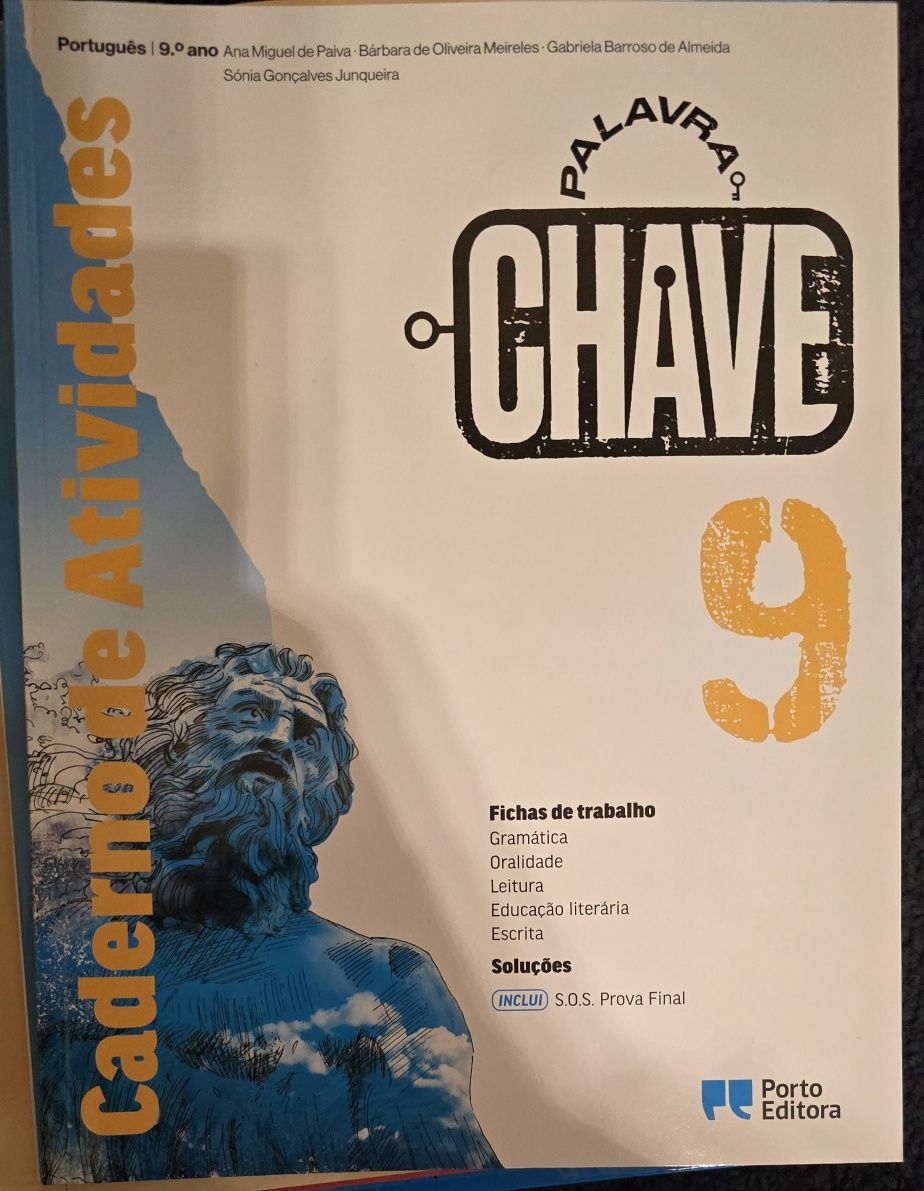 Português | 9.º ano Ana Miguel de Paiva · Bárbara de Oliveira Meireles · Gabriela Barroso de Almeida
Sónia Gonçalves Junqueira
PALAVRA
CHAVE
9
Caderno de Atividades
Fichas de trabalho
Gramática
Oralidade
Leitura
Educação literária
Escrita
Soluções
INCLUI S.O.S. Prova Final
Porto
Editora